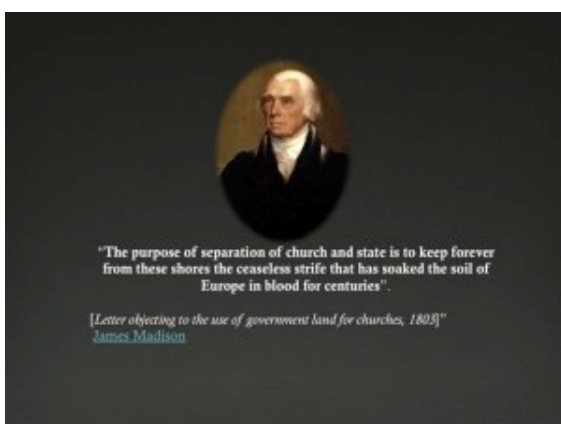 "The purpose of separation of church and state is to keep forever
from these shores the ceaseless strife that has soaked the soil of
Europe in blood for centuries".
[Letter objecting to the use of government land for churches, 1803]"
James Madison